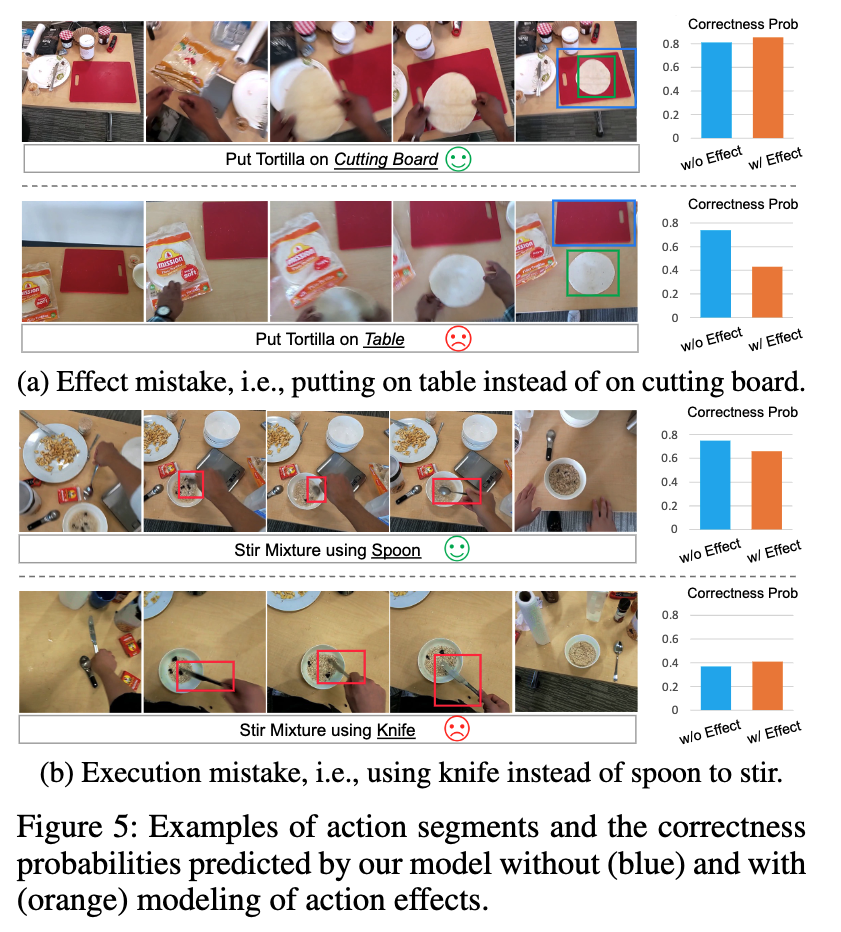 Correctness Prob
0.8
0.6
0.4
0.2
0
w/o Effect
w/ Effect
Put Tortilla on Cutting Board
Correctness Prob
0.8
0.6
0.4
0.2
0
w/o Effect
w/ Effect
MISSION
MISSION
Put Tortilla on Table
(a) Effect mistake, i.e., putting on table instead of on cutting board.
Correctness Prob
0.8
0.6
0.4
0.2
0
w/o Effect
w/ Effect
Stir Mixture using Spoon
Correctness Prob
0.8
0.6
0.4
0.2
0
w/o Effect
w/ Effect
Stir Mixture using Knife
(b) Execution mistake, i.e., using knife instead of spoon to stir.
Figure 5: Examples of action segments and the correctness
probabilities predicted by our model without (blue) and with
(orange) modeling of action effects.